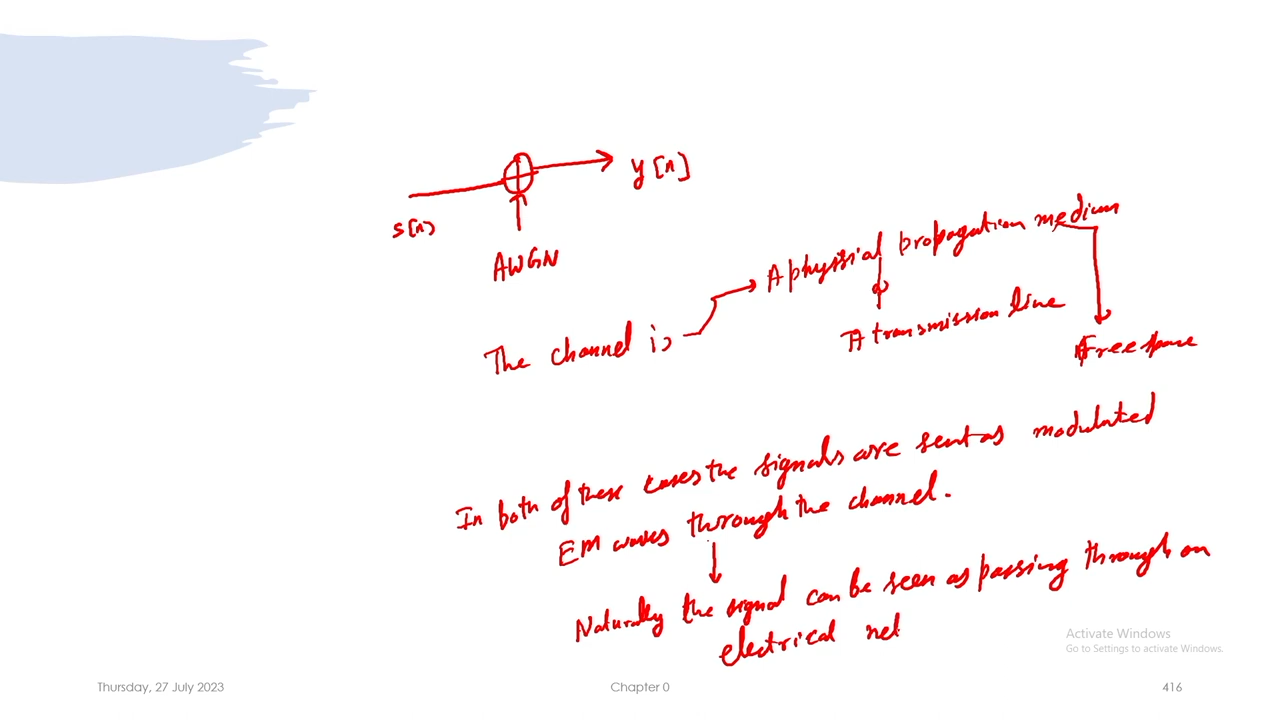 y[n]
s[n]
AWGN
A physsial propagation medium
The channel is
A transmission line
Free space
In both of these cases the signals are sent as modulated
EM waves through the channel.
Naturally the signal can be seen as passing through an
electrical net
Activate Windows
Go to Settings to activate Windows.
Thursday, 27 July 2023
Chapter 0
416